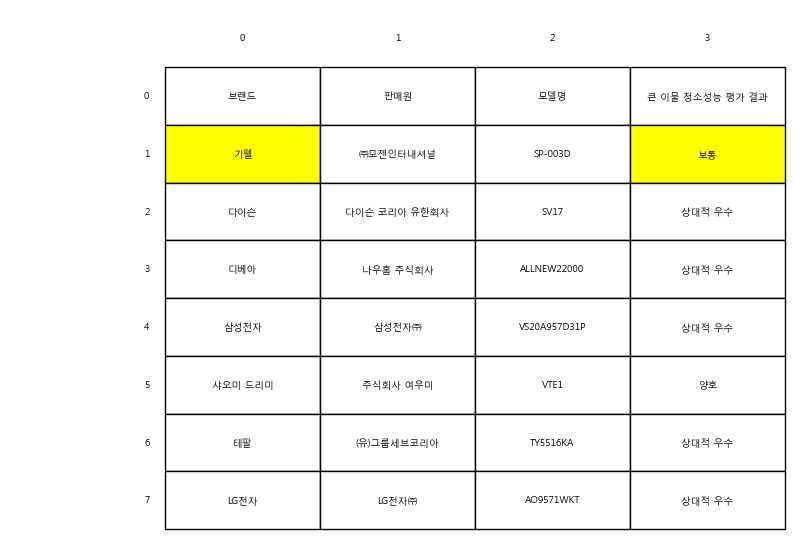 0 1 2 3
0 브랜드 판매원 모델명 큰 이물 청소성능 평가 결과
1 기펠 ㈜모젠인터내셔널 SP-003D 보통
2 다이슨 다이슨 코리아 유한회사 SV17 상대적 우수
3 디베아 나우홈 주식회사 ALLNEW22000 상대적 우수
4 삼성전자 삼성전자㈜ VS20A957D31P 상대적 우수
5 샤오미 드리미 주식회사 여우미 VTE1 양호
6 테팔 (유)그룹세브코리아 TY5516KA 상대적 우수
7 LG전자 LG전자㈜ AO9571WKT 상대적 우수